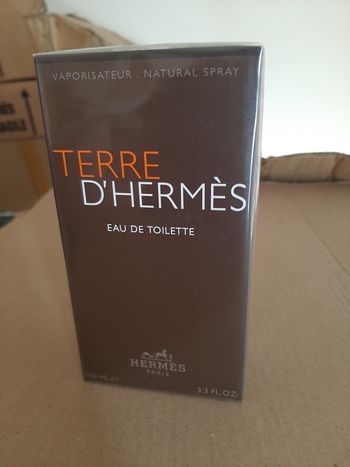 VAPORISATEUR . NATURAL SPRAY
TERRE
D'HERMÈS
EAU DE TOILETTE
HERMÈS
PARIS
100 ML℮
3.3 FL.OZ.